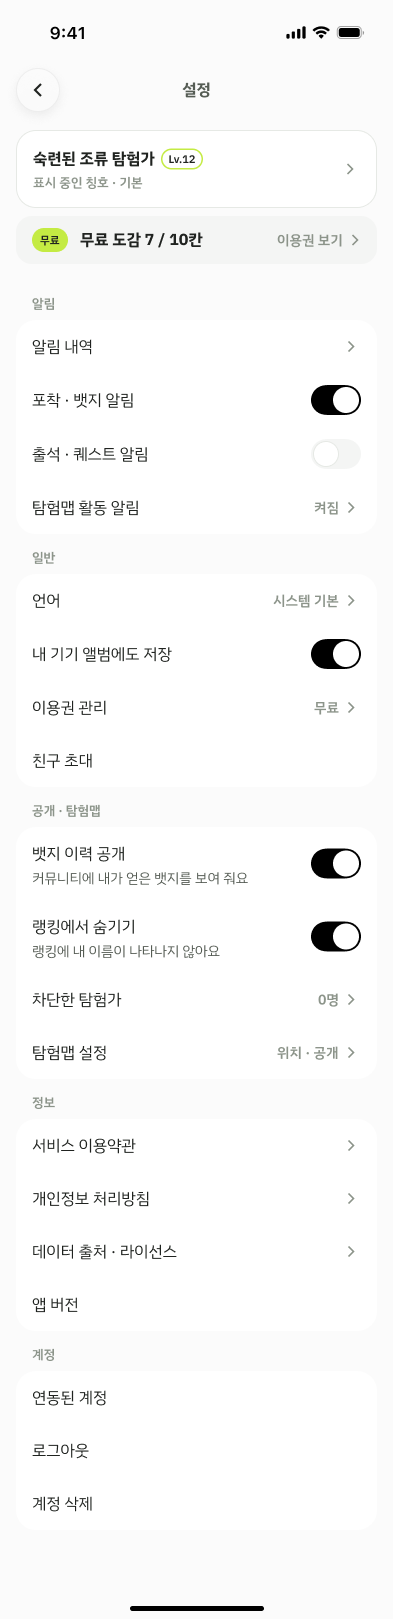 9:41
설정
숙련된 조류 탐험가 Lv.12
표시 중인 칭호 · 기본
무료 무료 도감 7 / 10칸 이용권 보기
알림
알림 내역
포착 · 뱃지 알림
출석 · 퀘스트 알림
탐험맵 활동 알림 켜짐
일반
언어 시스템 기본
내 기기 앨범에도 저장
이용권 관리 무료
친구 초대
공개 · 탐험맵
뱃지 이력 공개
커뮤니티에 내가 얻은 뱃지를 보여 줘요
랭킹에서 숨기기
랭킹에 내 이름이 나타나지 않아요
차단한 탐험가 0명
탐험맵 설정 위치 · 공개
정보
서비스 이용약관
개인정보 처리방침
데이터 출처 · 라이선스
앱 버전
계정
연동된 계정
로그아웃
계정 삭제